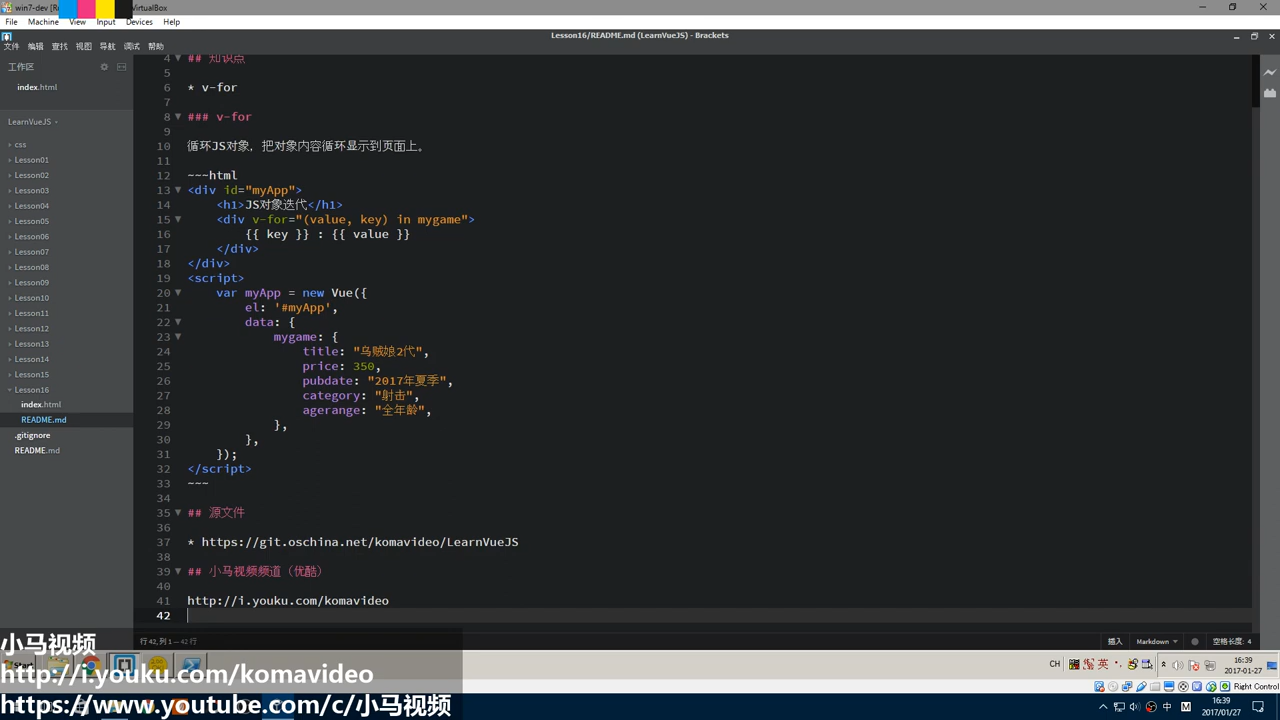 win7-dev [R
VirtualBox
File Machine View Input Devices Help
Lesson16/README.md (LearnVueJS) - Brackets
文件 编辑 查找 视图 导航 调试 帮助
工作区
index.html
LearnVueJS
css
Lesson01
Lesson02
Lesson03
Lesson04
Lesson05
Lesson06
Lesson07
Lesson08
Lesson09
Lesson10
Lesson11
Lesson12
Lesson13
Lesson14
Lesson15
Lesson16
index.html
README.md
.gitignore
README.md
4 ## 知识点
5
6 * v-for
7
8 ### v-for
9
10 循环JS对象，把对象内容循环显示到页面上。
11
12 ~~~html
13 <div id="myApp">
14 <h1>JS对象迭代</h1>
15 <div v-for="(value, key) in mygame">
16 {{ key }} : {{ value }}
17 </div>
18 </div>
19 <script>
20 var myApp = new Vue({
21 el: '#myApp',
22 data: {
23 mygame: {
24 title: "乌贼娘2代",
25 price: 350,
26 pubdate: "2017年夏季",
27 category: "射击",
28 agerange: "全年龄",
29 },
30 },
31 });
32 </script>
33 ~~~
34
35 ## 源文件
36
37 * https://git.oschina.net/komavideo/LearnVueJS
38
39 ## 小马视频频道（优酷）
40
41 http://i.youku.com/komavideo
42
行 42, 列 1 — 42 行
插入 Markdown 空格长度: 4
小马视频
http://i.youku.com/komavideo
https://www.youtube.com/c/小马视频
CH 英 16:39
2017-01-27
Right Control
中 M 16:39
2017/01/27